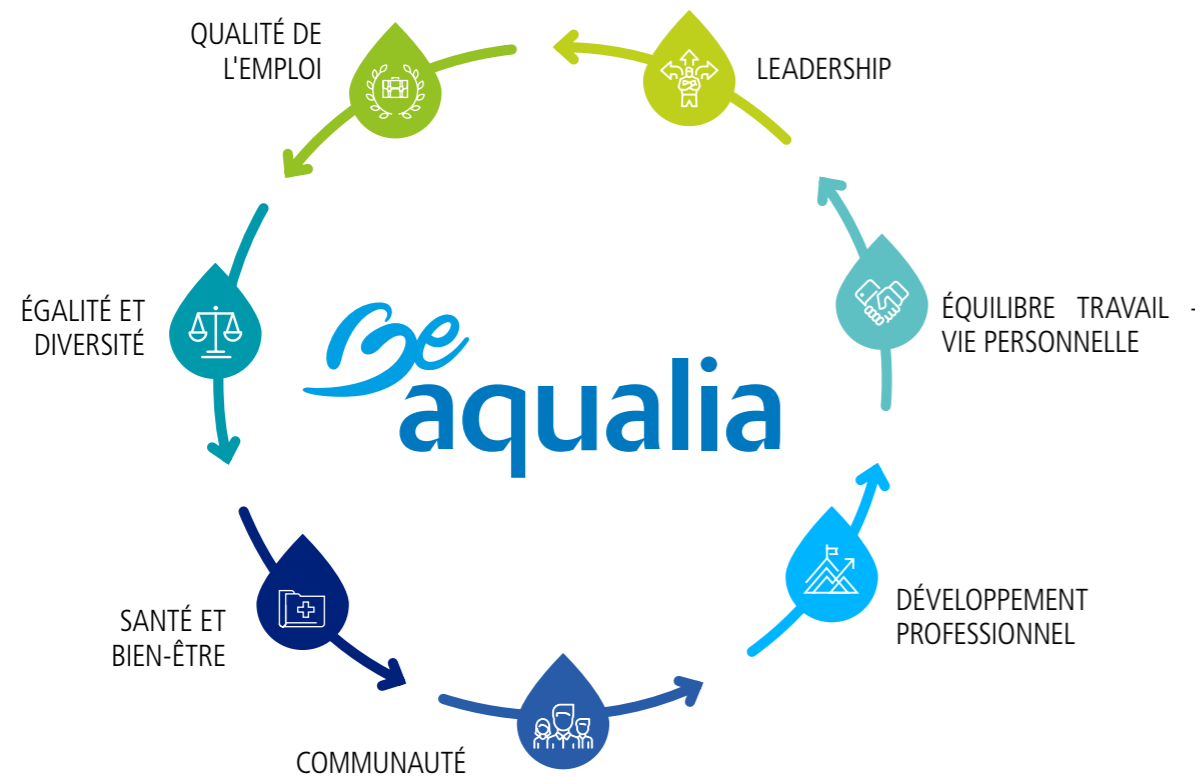 QUALITÉ DE
L'EMPLOI
LEADERSHIP
ÉGALITÉ ET
DIVERSITÉ
ÉQUILIBRE TRAVAIL -
VIE PERSONNELLE
Be
aqualia
SANTÉ ET
BIEN-ÊTRE
DÉVELOPPEMENT
PROFESSIONNEL
COMMUNAUTÉ